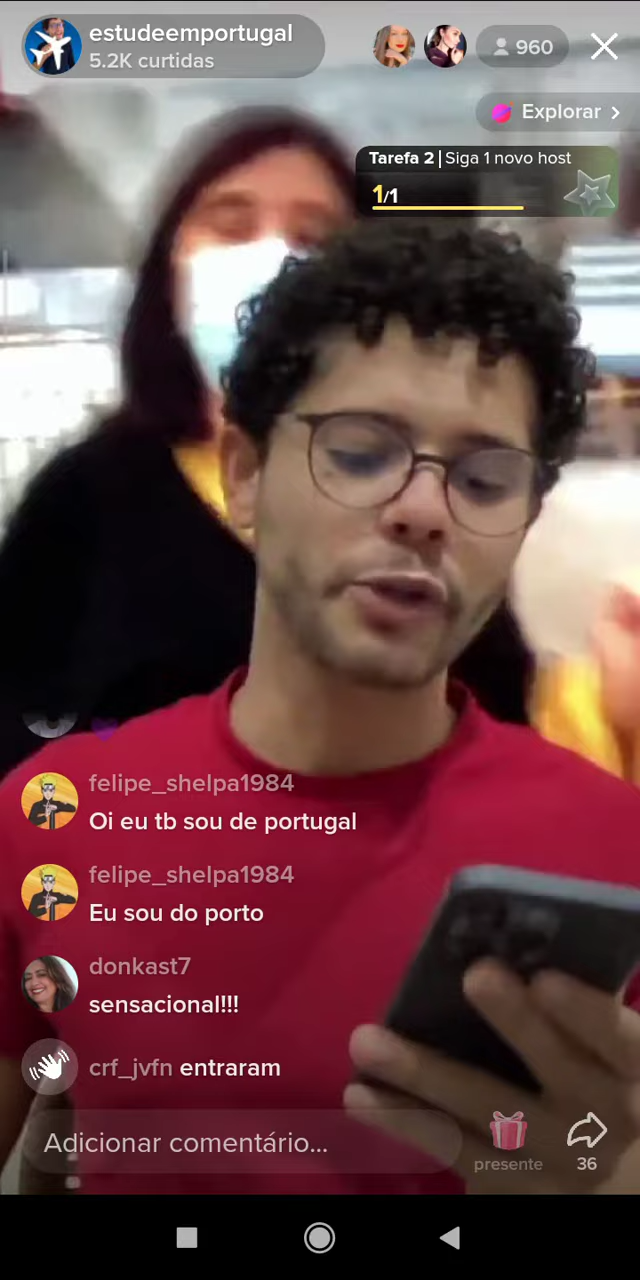 estudeemportugal
5.2K curtidas
960
Explorar
Tarefa 2 | Siga 1 novo host
1/1
felipe_shelpa1984
Oi eu tb sou de portugal
felipe_shelpa1984
Eu sou do porto
donkast7
sensacional!!!
crf_jvfn entraram
Adicionar comentário...
presente
36